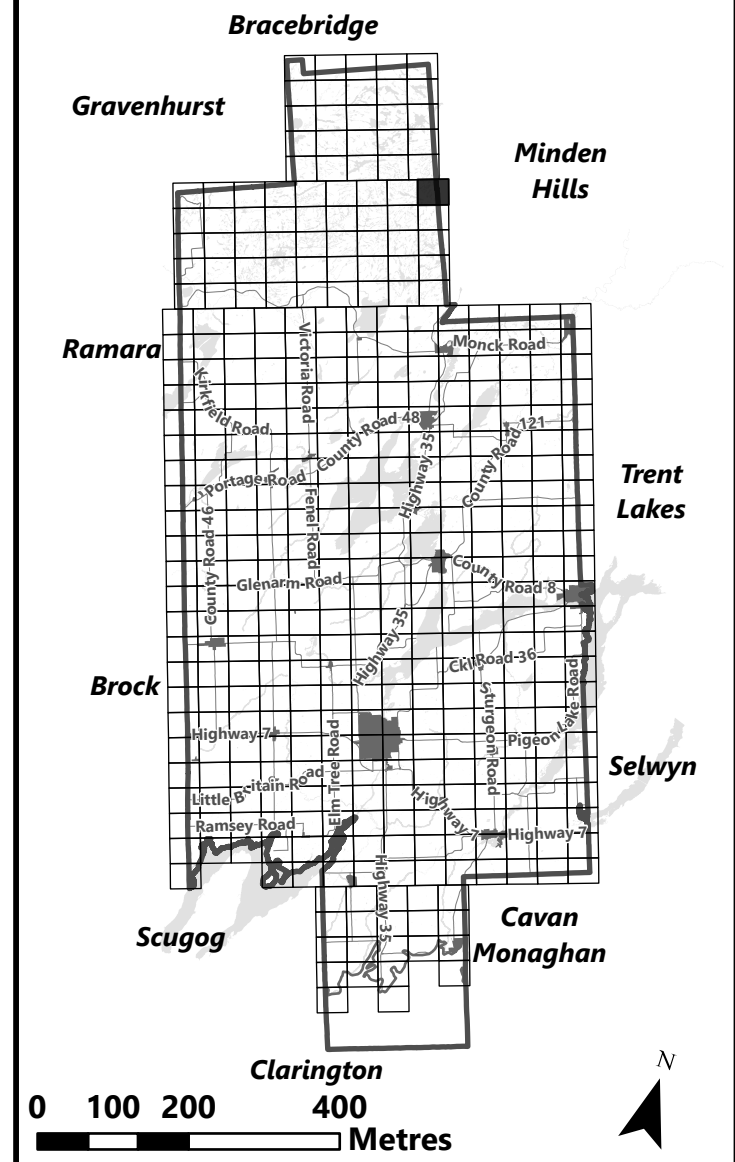 Bracebridge
Gravenhurst
Minden
Hills
Ramara
Monck Road
Victoria Road
Kirkfield Road
County Road 48
County Road 121
Highway 35
Portage Road
Fenel Road
Trent
Lakes
County Road 46
Glenarm Road
County Road 8
Highway 35
Ckl Road 36
Brock
Sturgeon Road
Pigeon Lake Road
Highway 7
Elm Tree Road
Selwyn
Little Britain Road
Highway 7
Ramsey Road
Highway 7
Highway 35
Scugog
Cavan
Monaghan
Clarington
N
0 100 200 400
Metres